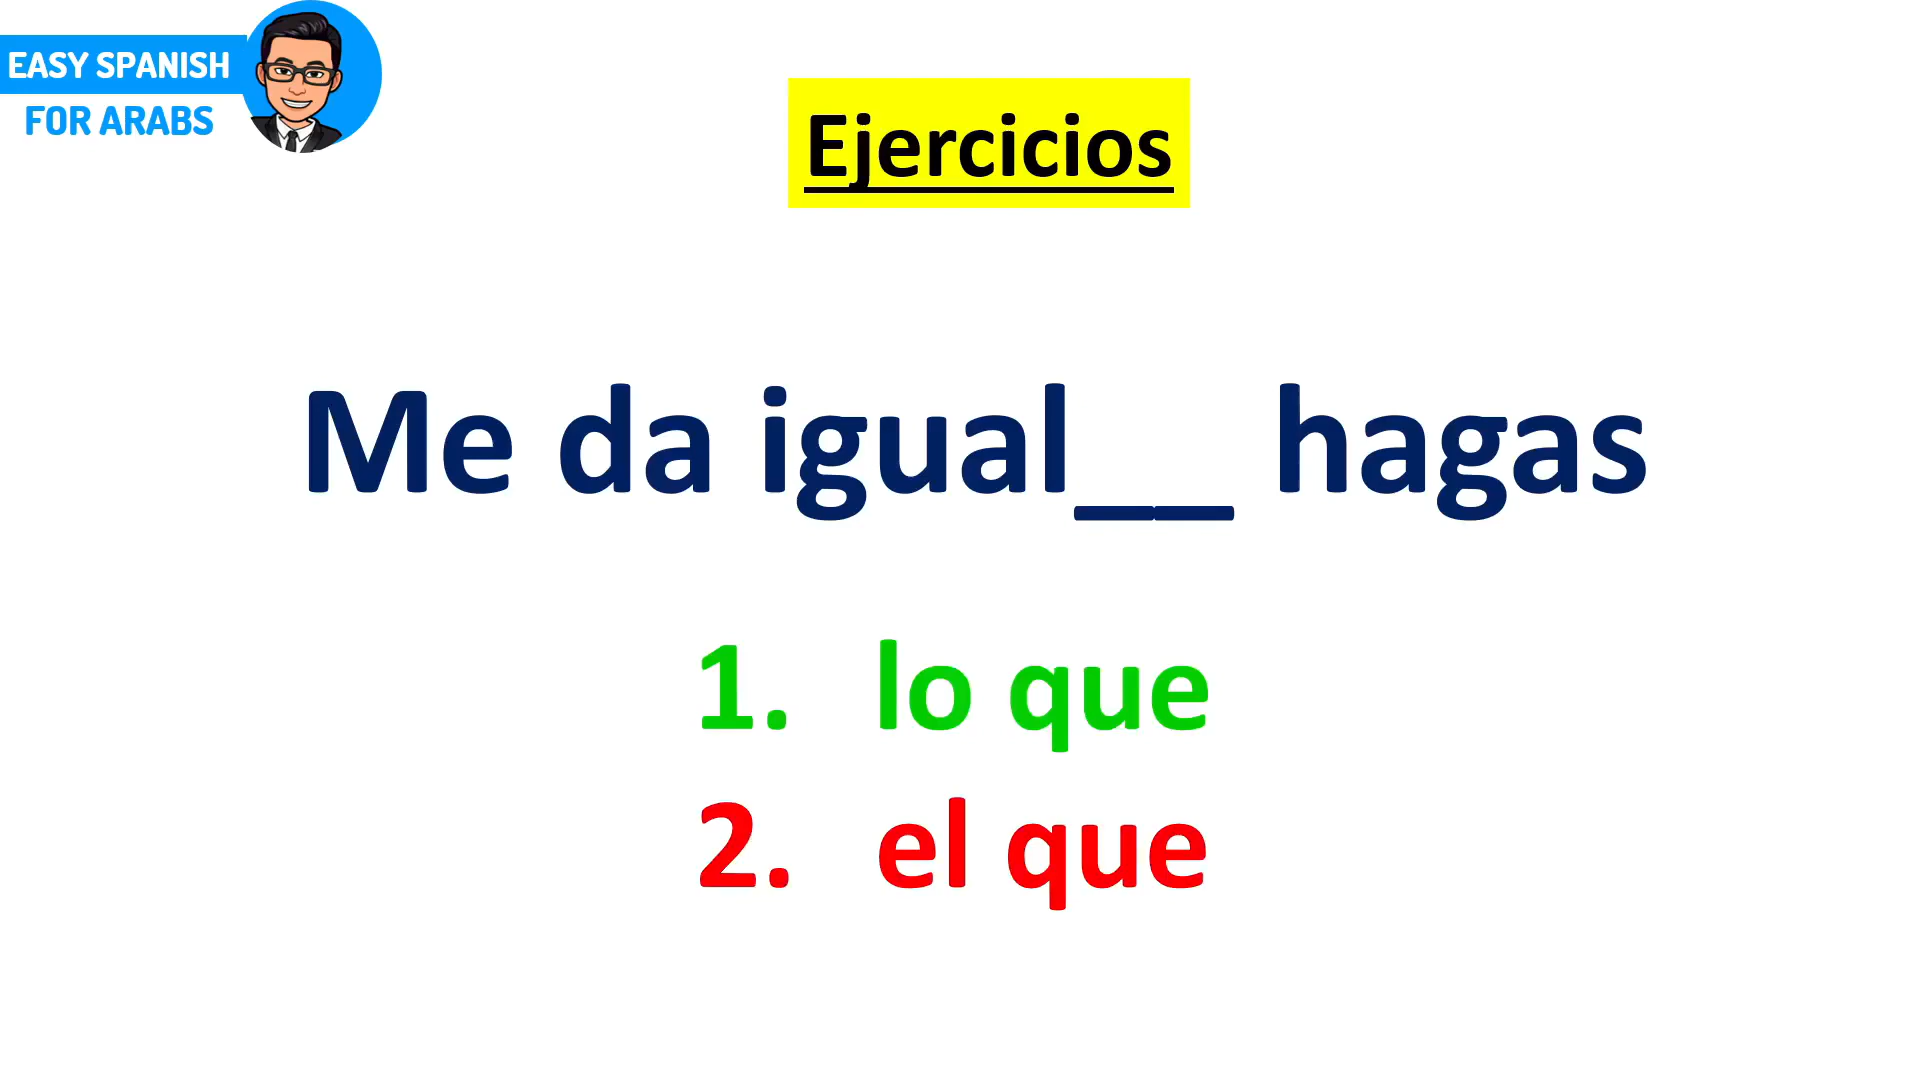 EASY SPANISH
FOR ARABS
Ejercicios
Me da igual__ hagas
1. lo que
2. el que